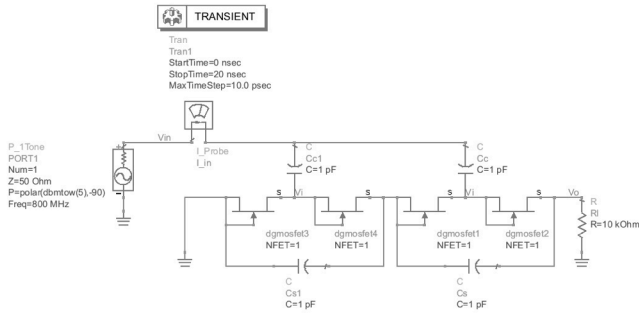 TRANSIENT
Tran
Tran1
StartTime=0 nsec
StopTime=20 nsec
MaxTimeStep=10.0 psec
P_1Tone
PORT1
Num=1
Z=50 Ohm
P=polar(dbmtow(5),-90)
Freq=800 MHz
Vin
I_Probe
I_in
C
Cc1
C=1 pF
C
Cc
C=1 pF
s
Vi
s
s
Vi
s
Vo
R
Rl
R=10 kOhm
dgmosfet3
NFET=1
dgmosfet4
NFET=1
dgmosfet1
NFET=1
dgmosfet2
NFET=1
C
Cs1
C=1 pF
C
Cs
C=1 pF